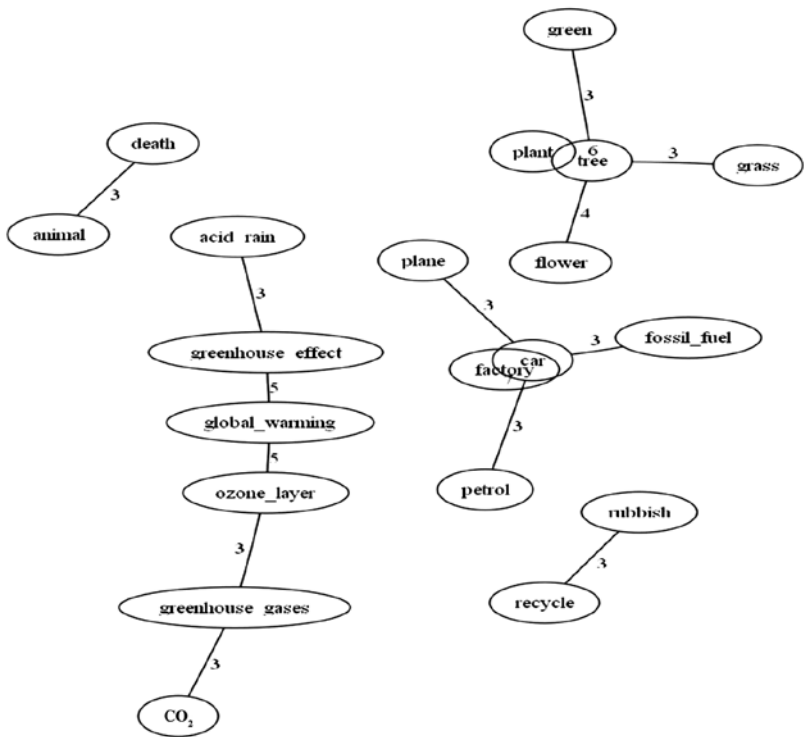 green
3
death
plant
6
tree
3
grass
3
4
animal
acid rain
plane
flower
3
3
greenhouse effect
car
3
fossil_fuel
factory
5
global_warming
3
5
ozone_layer
petrol
rubbish
3
3
greenhouse gases
recycle
3
CO₂